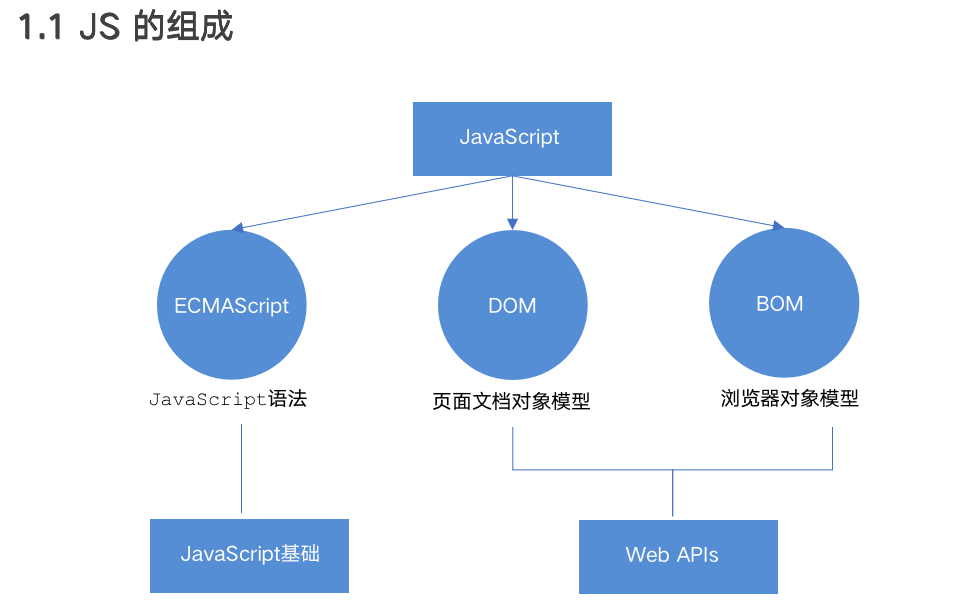 1.1 JS 的组成
JavaScript
ECMAScript
DOM
BOM
JavaScript语法
页面文档对象模型
浏览器对象模型
JavaScript基础
Web APIs